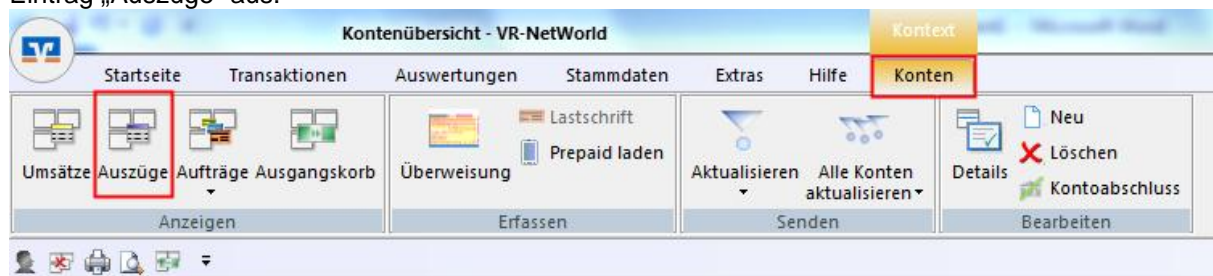 Eintrag „Auszüge“ aus.
Kontenübersicht - VR-NetWorld
Kontext
Startseite Transaktionen Auswertungen Stammdaten Extras Hilfe Konten
Umsätze Auszüge Aufträge Ausgangskorb
Überweisung
Lastschrift
Prepaid laden
Aktualisieren Alle Konten aktualisieren
Details
Neu
Löschen
Kontoabschluss
Anzeigen Erfassen Senden Bearbeiten